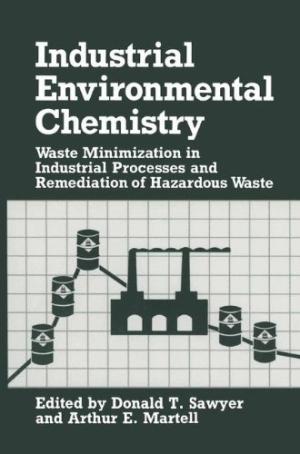 Industrial
Environmental
Chemistry
Waste Minimization in
Industrial Processes and
Remediation of Hazardous Waste
Edited by Donald T. Sawyer
and Arthur E. Martell